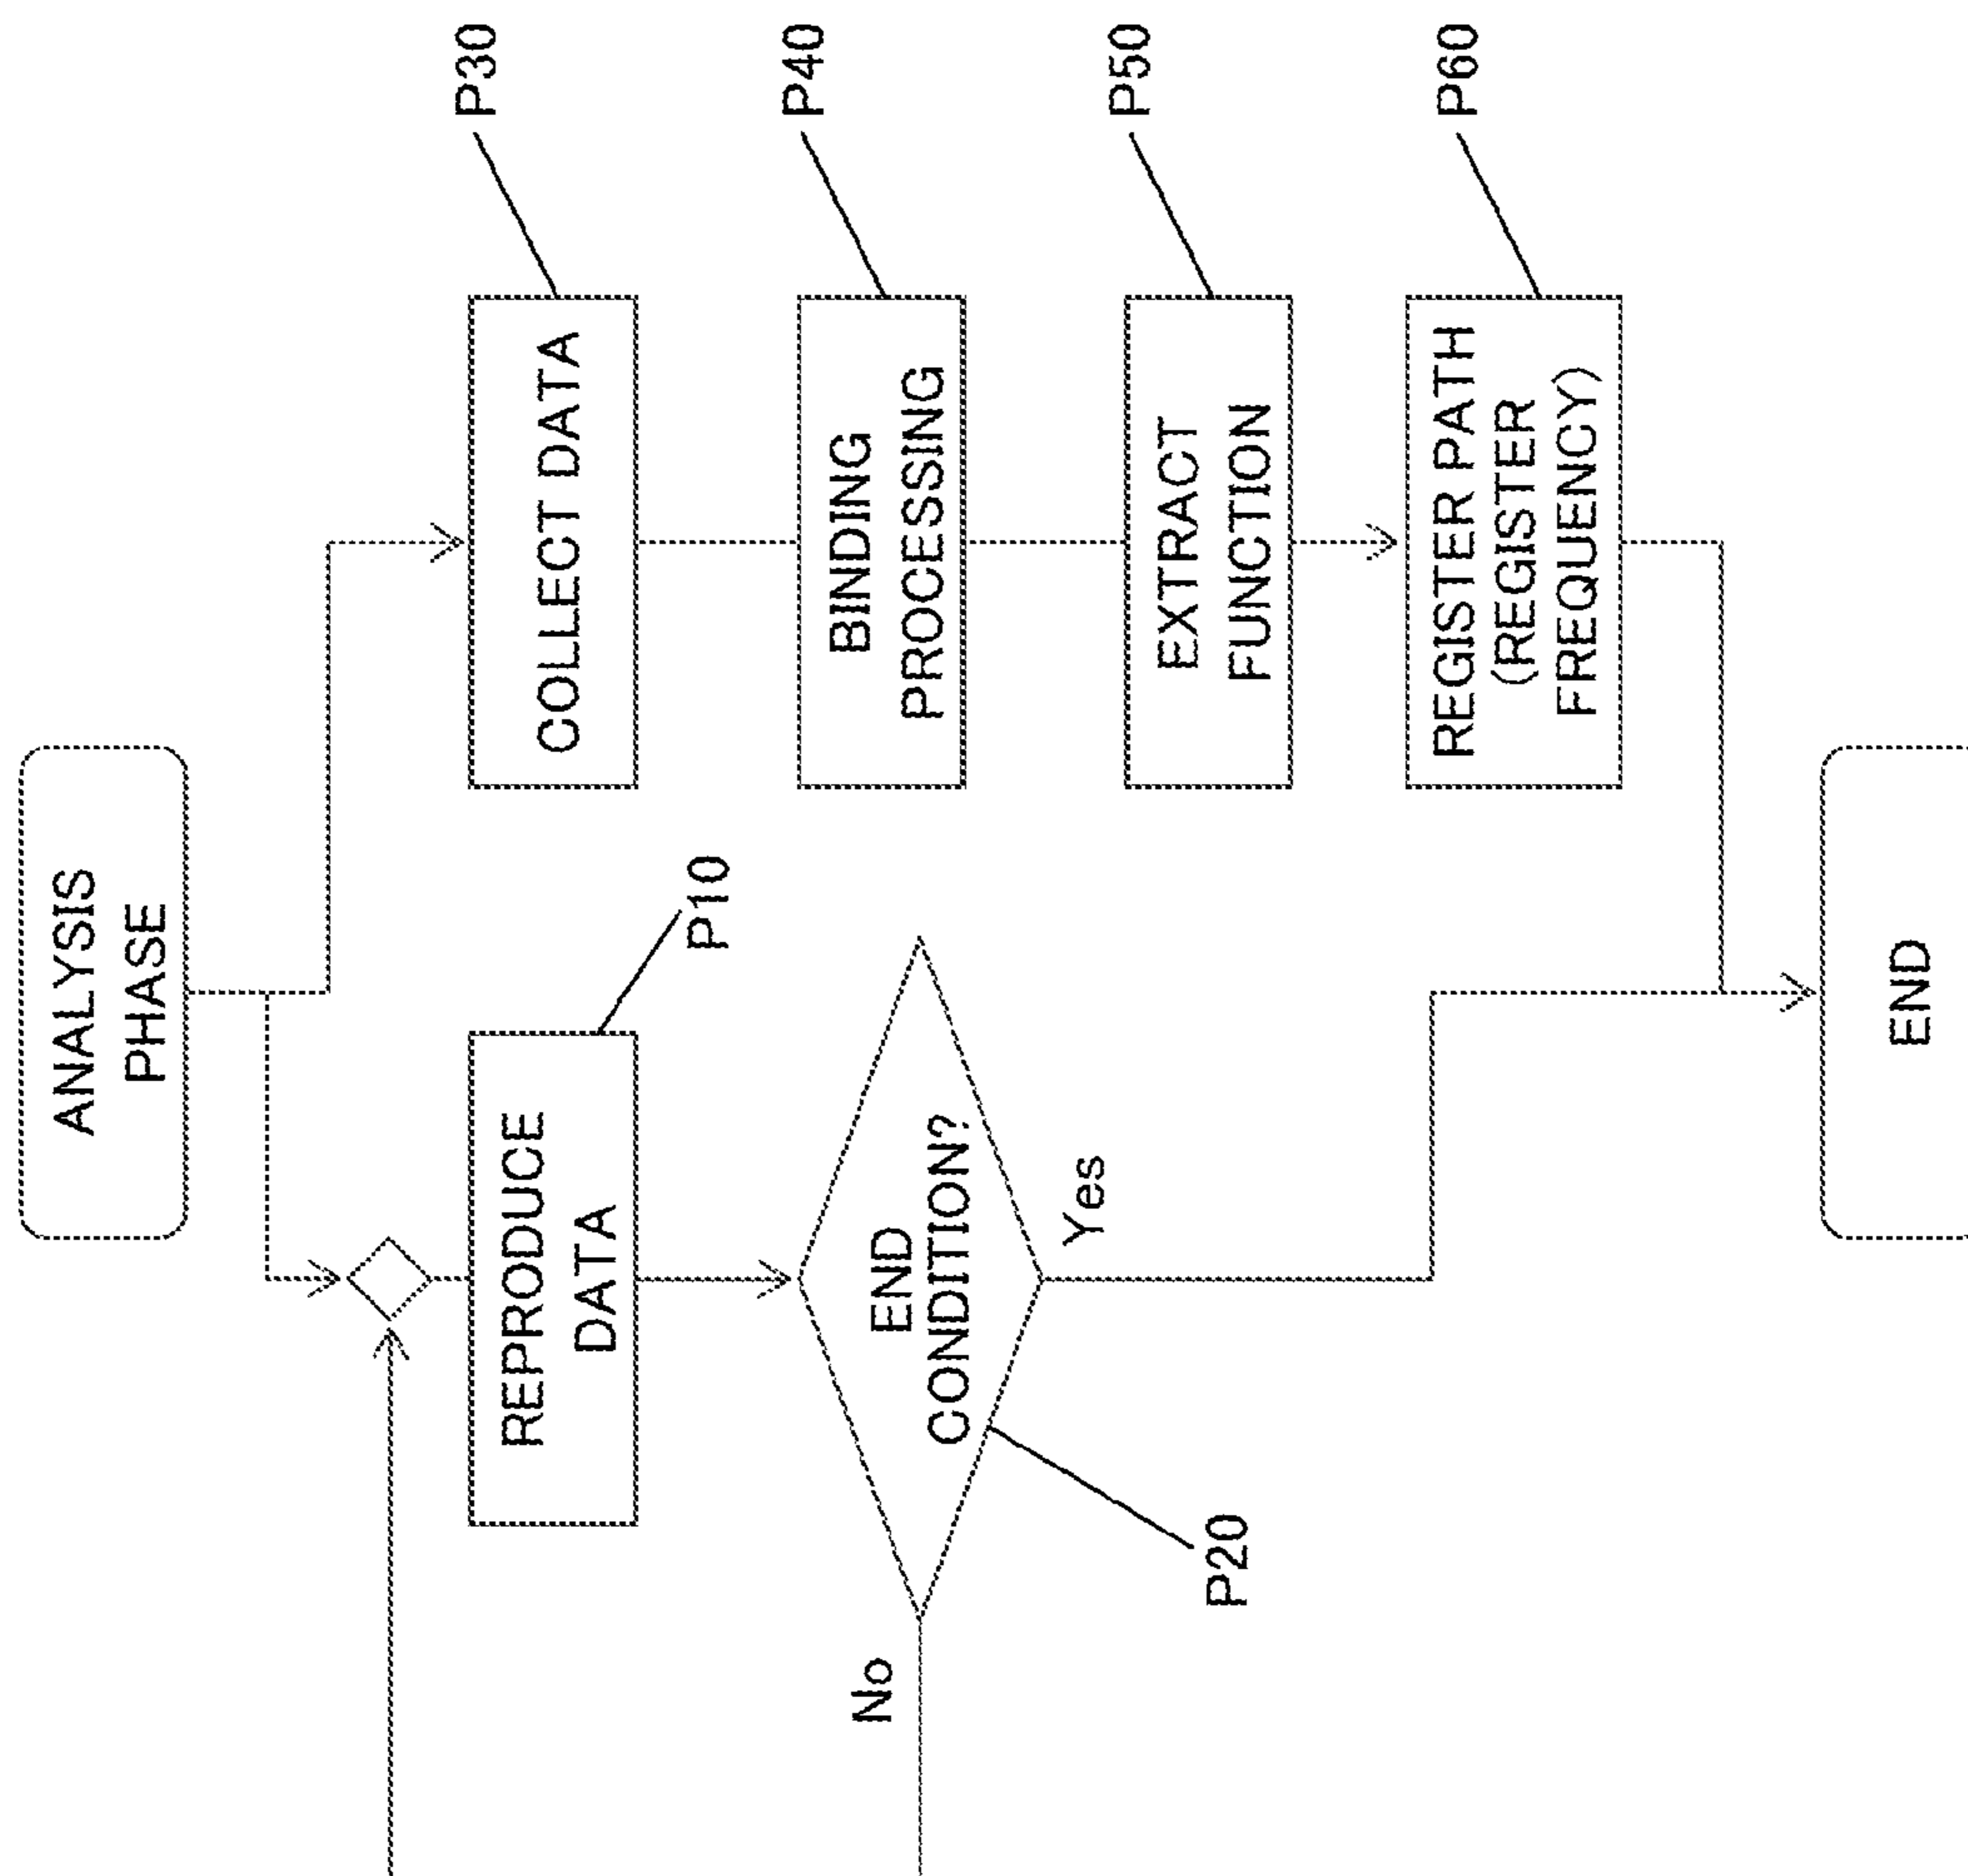 ANALYSIS
PHASE
REPRODUCE
DATA
P10
END
CONDITION?
P20
No
Yes
COLLECT DATA
P30
BINDING
PROCESSING
P40
EXTRACT
FUNCTION
P50
REGISTER PATH
(REGISTER
FREQUENCY)
P60
END